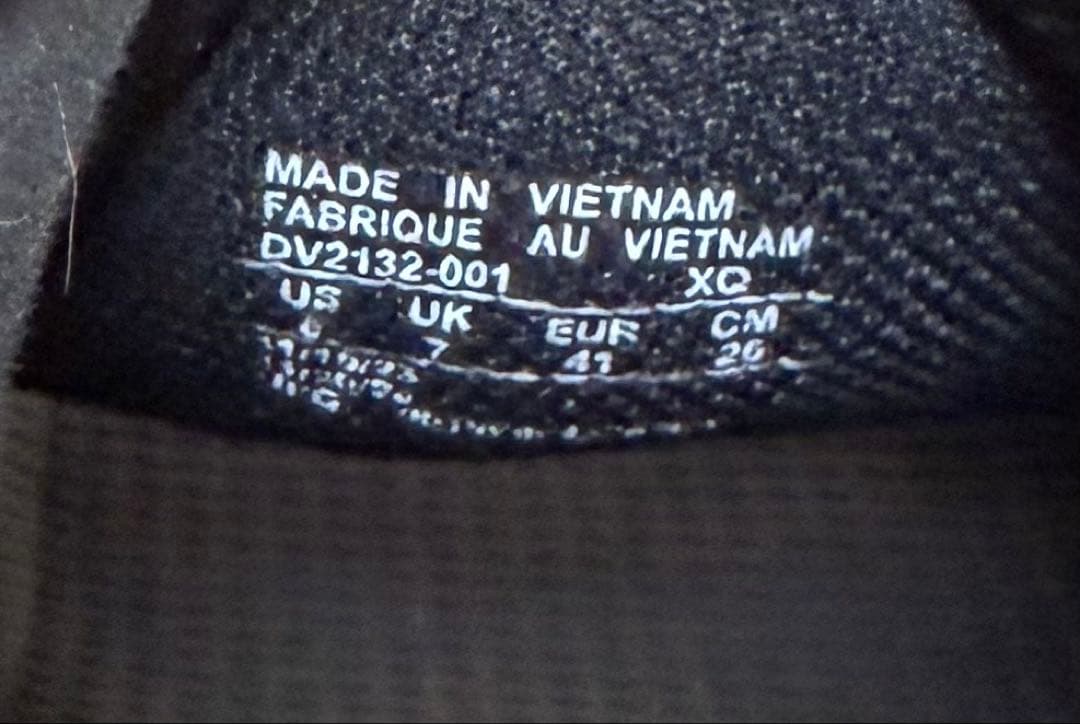 MADE IN VIETNAM
FABRIQUE AU VIETNAM
DV2132-001 XQ
US UK EUR CM
7 41 26